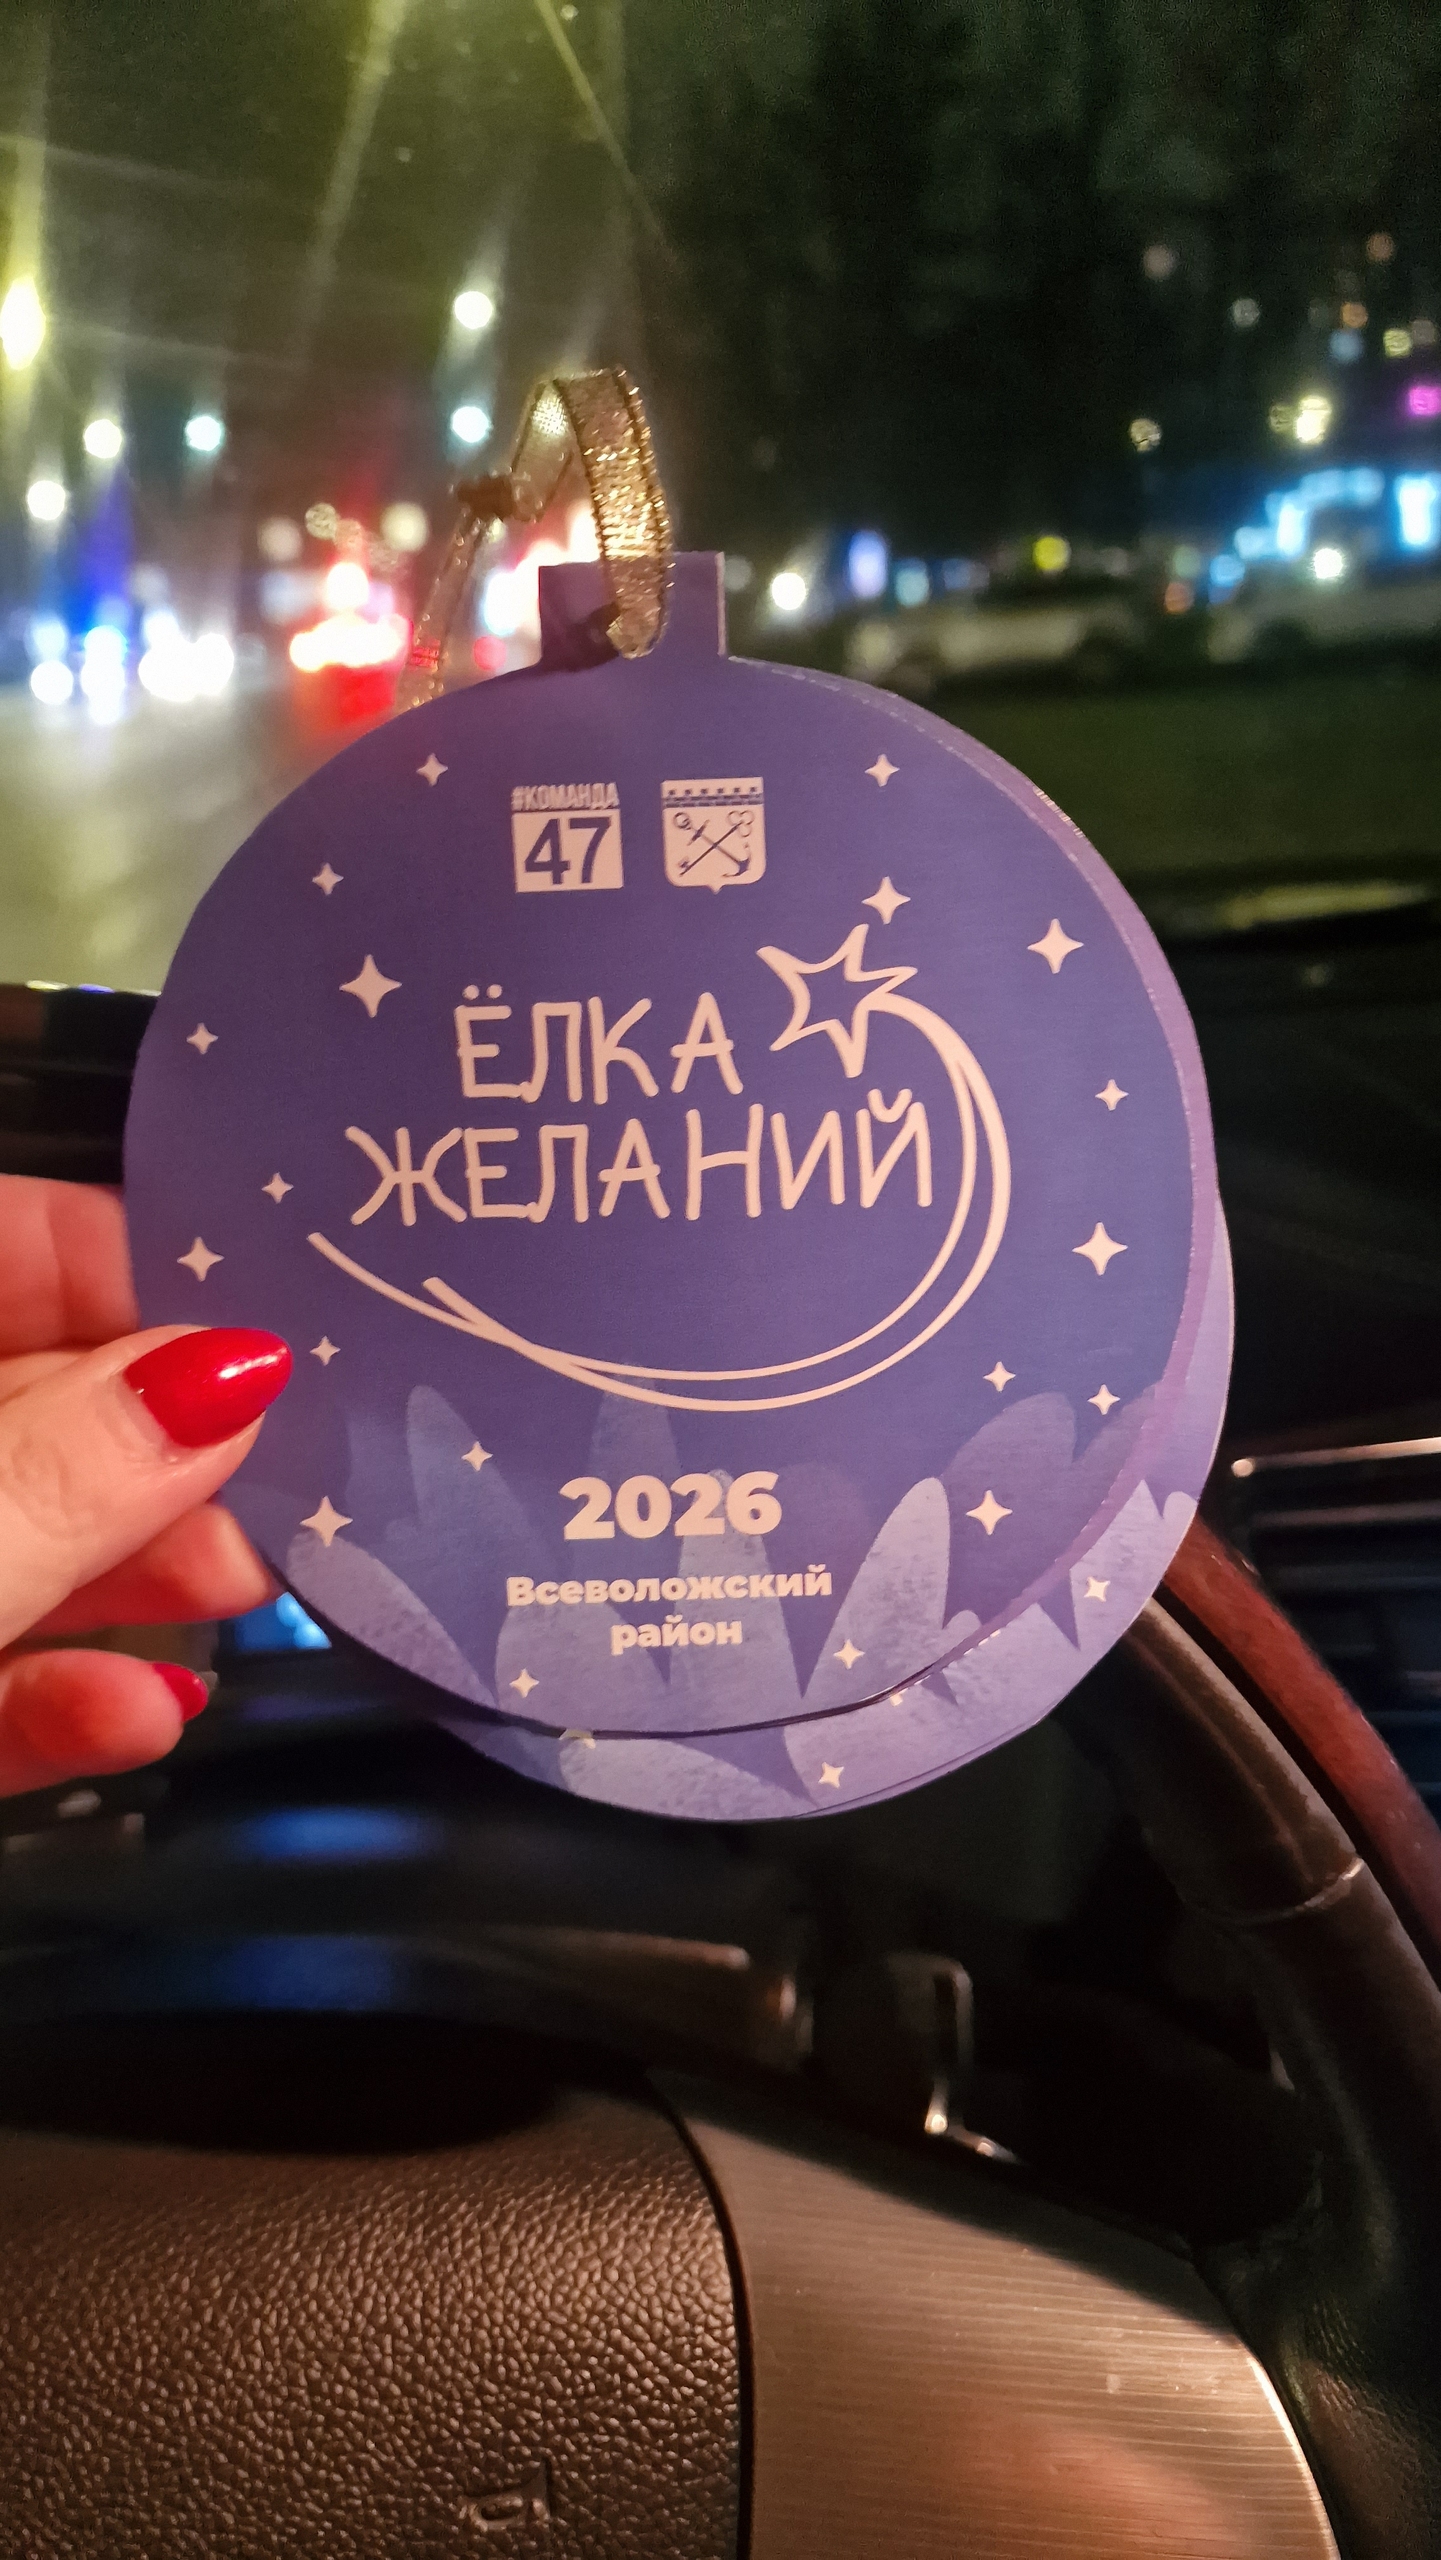 #КОМАНДА
47
ЁЛКА
ЖЕЛАНИЙ
2026
Всеволожский
район